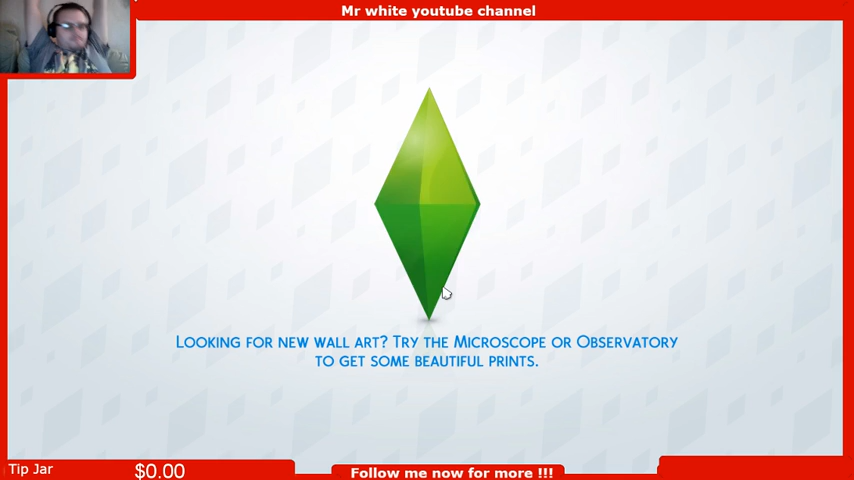 Mr white youtube channel
LOOKING FOR NEW WALL ART? TRY THE MICROSCOPE OR OBSERVATORY
TO GET SOME BEAUTIFUL PRINTS.
Tip Jar
$0.00
Follow me now for more !!!